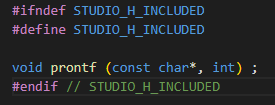 #ifndef STUDIO_H_INCLUDED
#define STUDIO_H_INCLUDED
void prontf (const char*, int) ;
#endif // STUDIO_H_INCLUDED